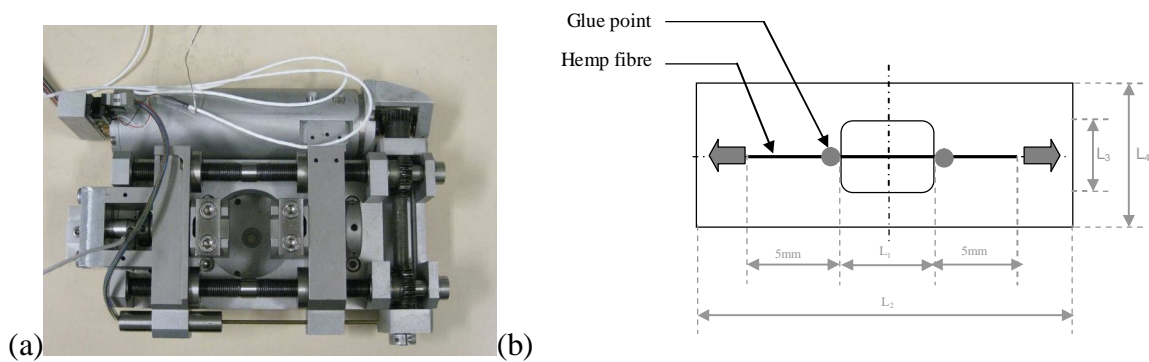 Glue point
Hemp fibre
L₃
L₄
5mm
L₁
5mm
L₂
(a)
(b)